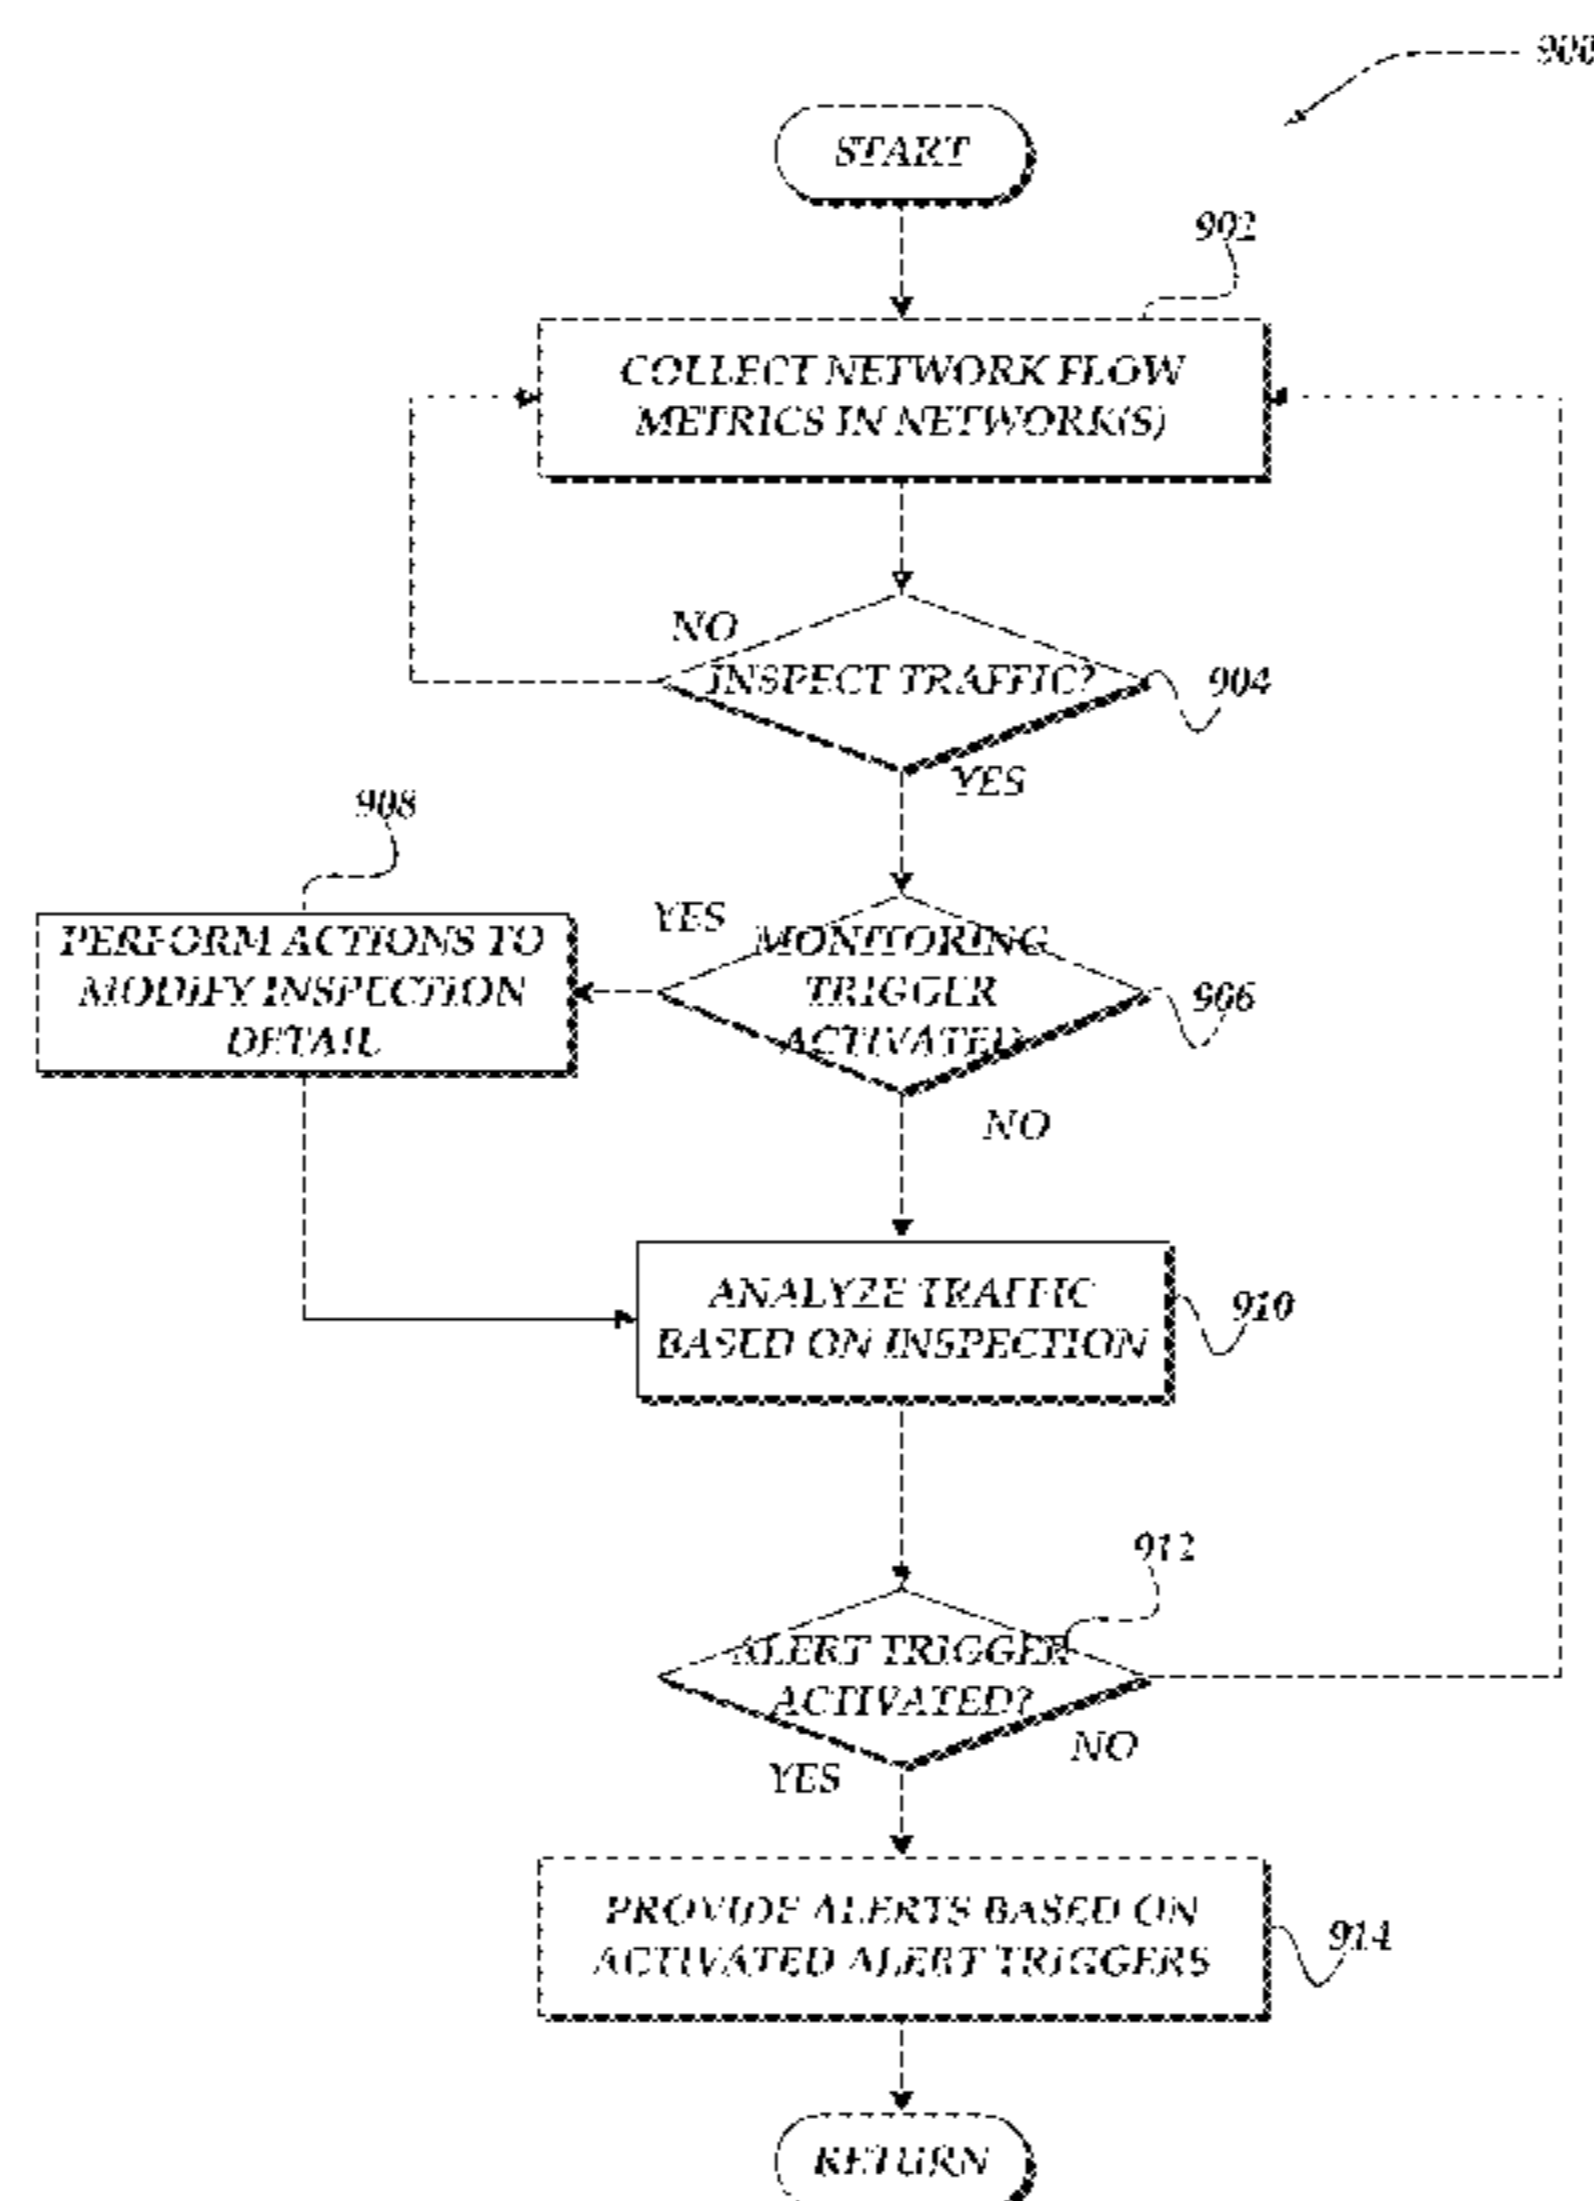 900
START
902
COLLECT NETWORK FLOW
METRICS IN NETWORK(S)
NO
INSPECT TRAFFIC?
904
YES
908
PERFORM ACTIONS TO
MODIFY INSPECTION
DETAIL
YES
MONITORING
TRIGGER
ACTIVATED
906
NO
ANALYZE TRAFFIC
BASED ON INSPECTION
910
912
ALERT TRIGGER
ACTIVATED?
NO
YES
PROVIDE ALERTS BASED ON
ACTIVATED ALERT TRIGGERS
914
RETURN